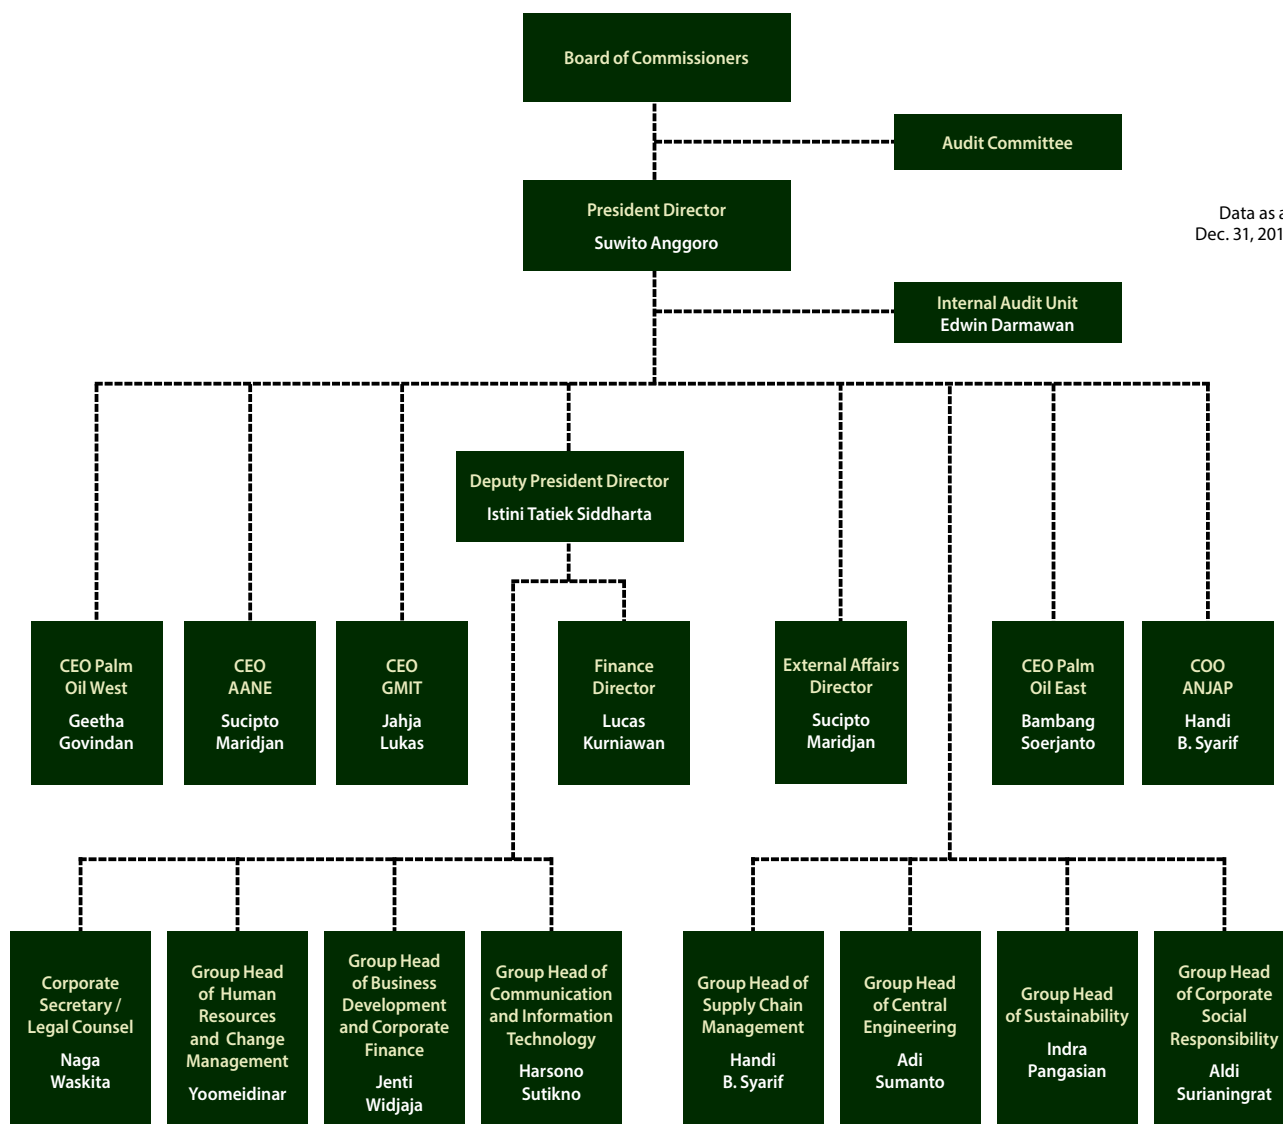 Board of Commissioners
Audit Committee
President Director
Suwito Anggoro
Data as a
Dec. 31, 201
Internal Audit Unit
Edwin Darmawan
Deputy President Director
Istini Tatiek Siddharta
CEO Palm
Oil West
Geetha
Govindan
CEO
AANE
Sucipto
Maridjan
CEO
GMIT
Jahja
Lukas
Finance
Director
Lucas
Kurniawan
External Affairs
Director
Sucipto
Maridjan
CEO Palm
Oil East
Bambang
Soerjanto
COO
ANJAP
Handi
B. Syarif
Corporate
Secretary /
Legal Counsel
Naga
Waskita
Group Head
of Human
Resources
and Change
Management
Yoomeidinar
Group Head
of Business
Development
and Corporate
Finance
Jenti
Widjaja
Group Head of
Communication
and Information
Technology
Harsono
Sutikno
Group Head of
Supply Chain
Management
Handi
B. Syarif
Group Head
of Central
Engineering
Adi
Sumanto
Group Head
of Sustainability
Indra
Pangasian
Group Head
of Corporate
Social
Responsibility
Aldi
Surianingrat